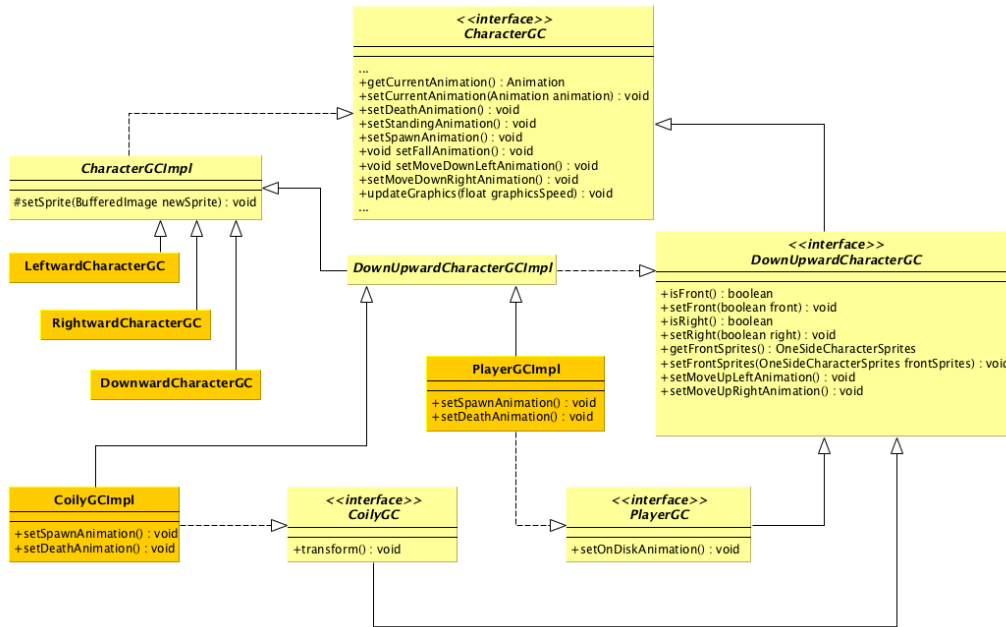 <<interface>>
CharacterGC
...
+getCurrentAnimation() : Animation
+setCurrentAnimation(Animation animation) : void
+setDeathAnimation() : void
+setStandingAnimation() : void
+setSpawnAnimation() : void
+void setFallAnimation() : void
+void setMoveDownLeftAnimation() : void
+setMoveDownRightAnimation() : void
+updateGraphics(float graphicsSpeed) : void
...
CharacterGCImpl
#setSprite(BufferedImage newSprite) : void
LeftwardCharacterGC
RightwardCharacterGC
DownwardCharacterGC
DownUpwardCharacterGCImpl
<<interface>>
DownUpwardCharacterGC
+isFront() : boolean
+setFront(boolean front) : void
+isRight() : boolean
+setRight(boolean right) : void
+getFrontSprites() : OneSideCharacterSprites
+setFrontSprites(OneSideCharacterSprites frontSprites) : void
+setMoveUpLeftAnimation() : void
+setMoveUpRightAnimation() : void
PlayerGCImpl
+setSpawnAnimation() : void
+setDeathAnimation() : void
CoilyGCImpl
+setSpawnAnimation() : void
+setDeathAnimation() : void
<<interface>>
CoilyGC
+transform() : void
<<interface>>
PlayerGC
+setOnDiskAnimation() : void